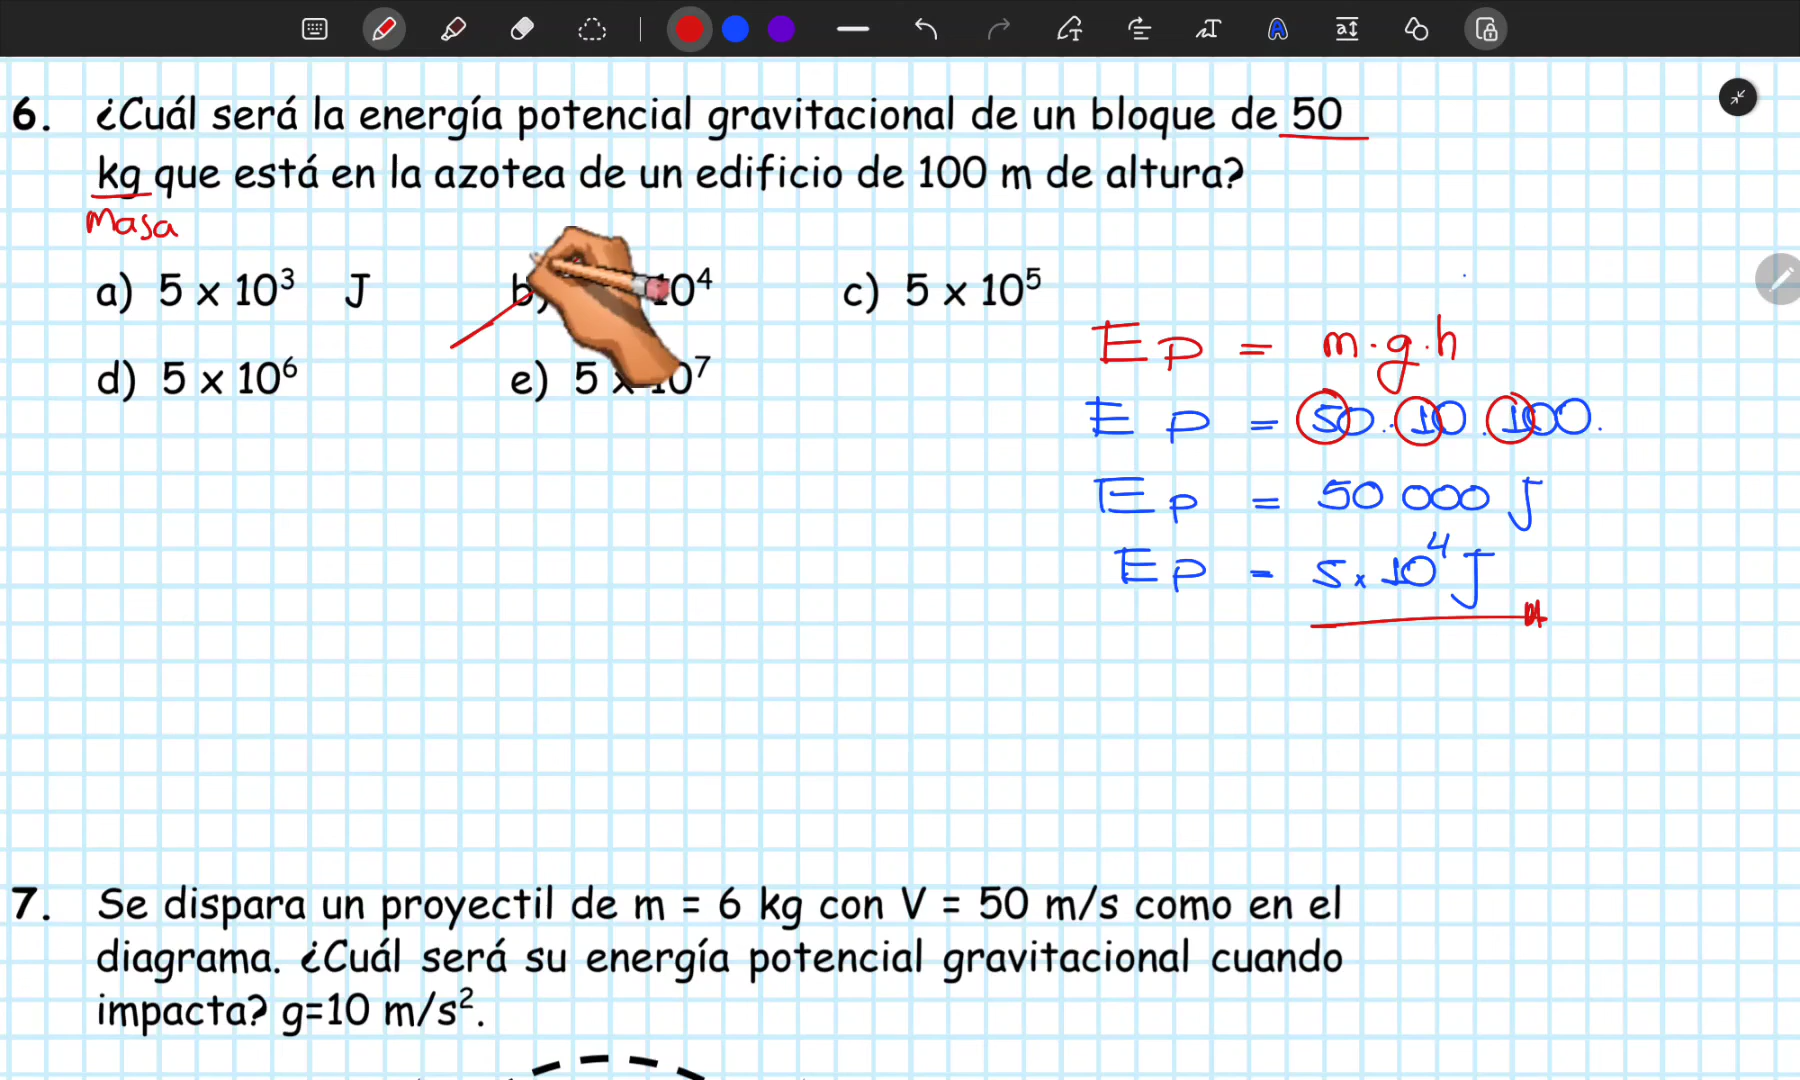 6. ¿Cuál será la energía potencial gravitacional de un bloque de 50
kg que está en la azotea de un edificio de 100 m de altura?
Masa
a) 5 x 10³ J b) 10⁴ c) 5 x 10⁵
d) 5 x 10⁶ e) 5 x 10⁷
Ep = m·g·h
Ep = 50·10·100.
Ep = 50 000 J
Ep = 5x10⁴ J
7. Se dispara un proyectil de m = 6 kg con V = 50 m/s como en el
diagrama. ¿Cuál será su energía potencial gravitacional cuando
impacta? g=10 m/s².